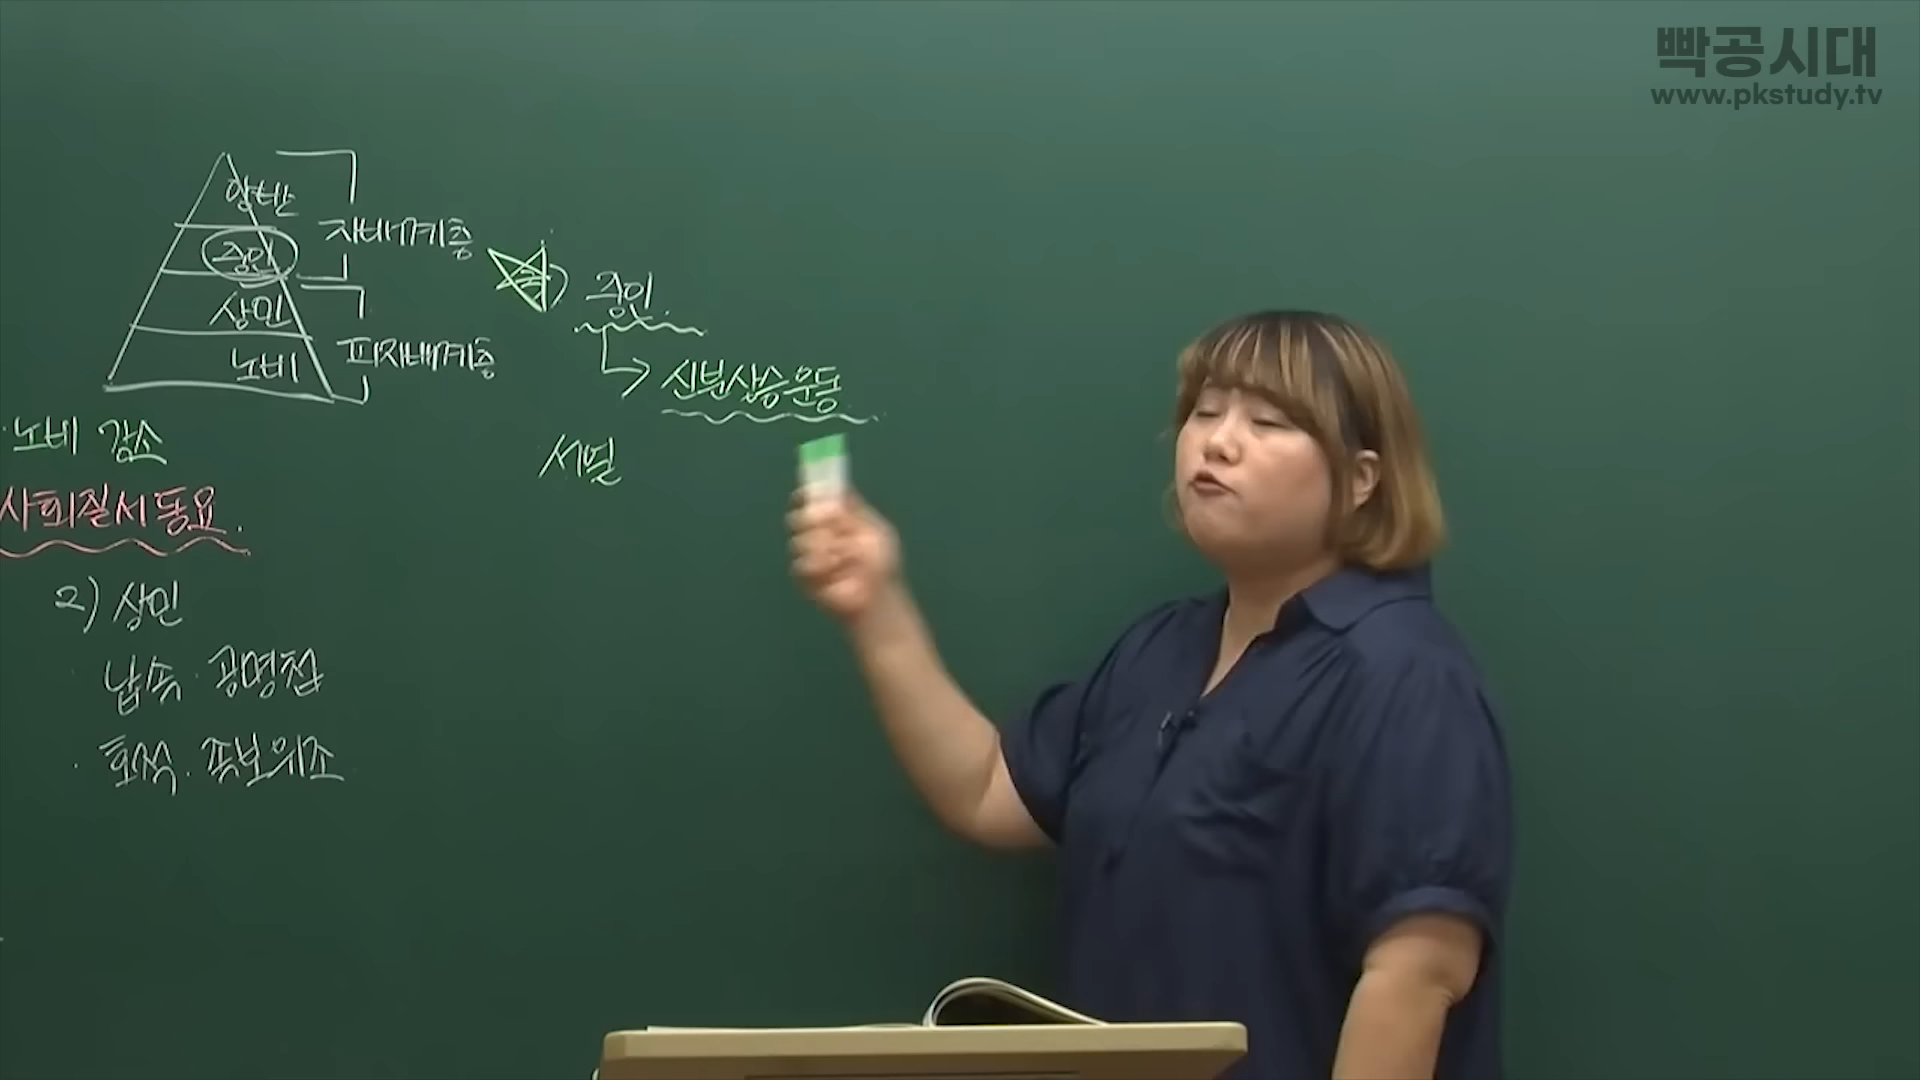 빡공시대
www.pkstudy.tv
양반
중인
상민
노비
지배계층
피지배계층
중인
신분상승운동
서얼
노비 감소
사회질서 동요.
2) 상민
납속·공명첩
· 호적·족보위조